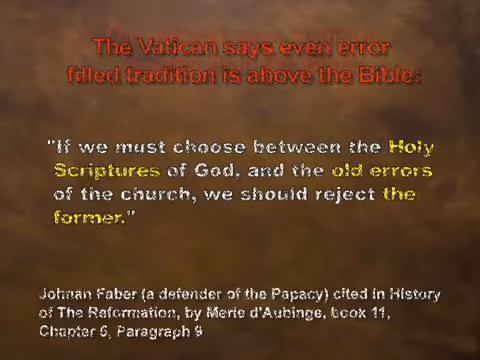 The Vatican says even error
filled tradition is above the Bible:
"If we must choose between the Holy
Scriptures of God, and the old errors
of the church, we should reject the
former."
Johnan Faber (a defender of the Papacy) cited in History
of The Reformation, by Merle d'Aubinge, book 11,
Chapter 5, Paragraph 9